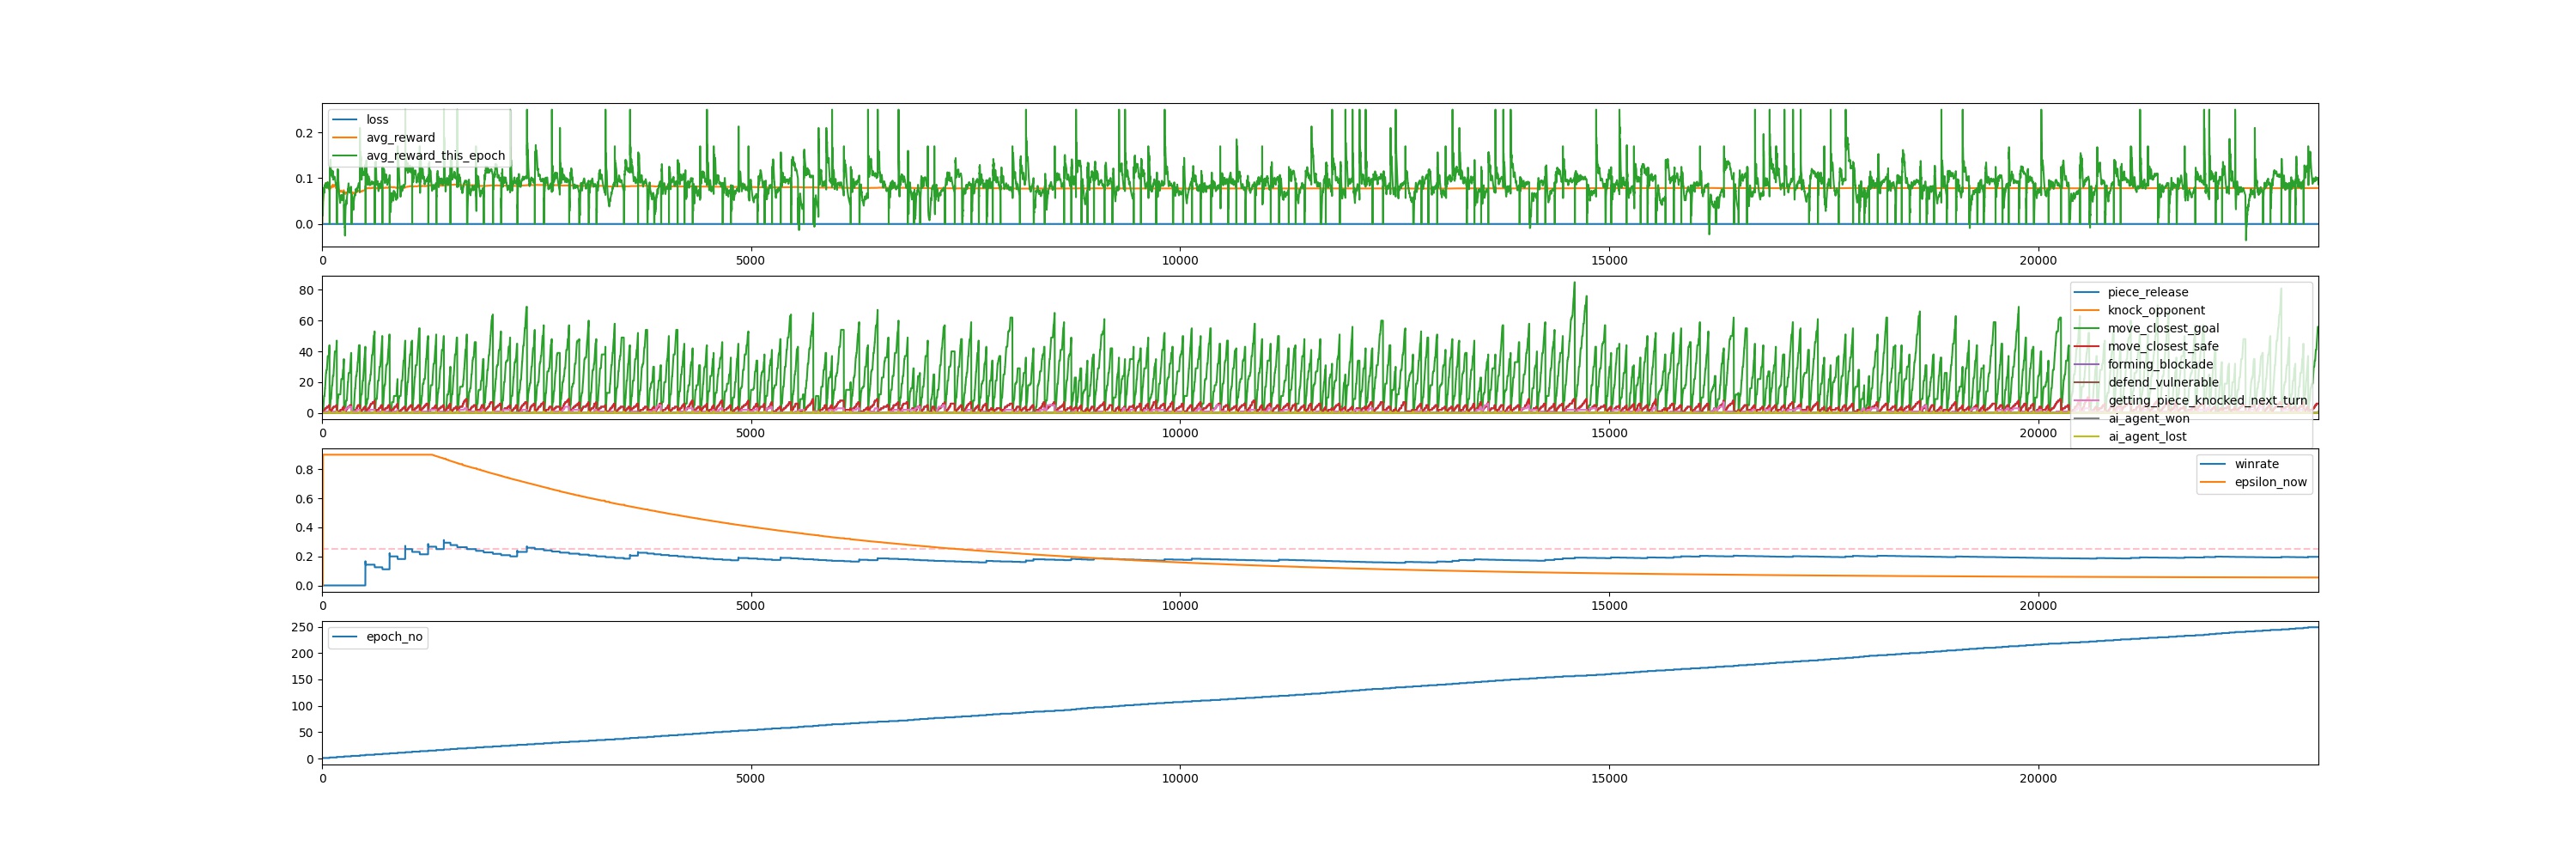 0.2
0.1
0.0
loss
avg_reward
avg_reward_this_epoch
0 5000 10000 15000 20000
80
60
40
20
0
piece_release
knock_opponent
move_closest_goal
move_closest_safe
forming_blockade
defend_vulnerable
getting_piece_knocked_next_turn
ai_agent_won
ai_agent_lost
0 5000 10000 15000 20000
0.8
0.6
0.4
0.2
0.0
winrate
epsilon_now
0 5000 10000 15000 20000
250
200
150
100
50
0
epoch_no
0 5000 10000 15000 20000